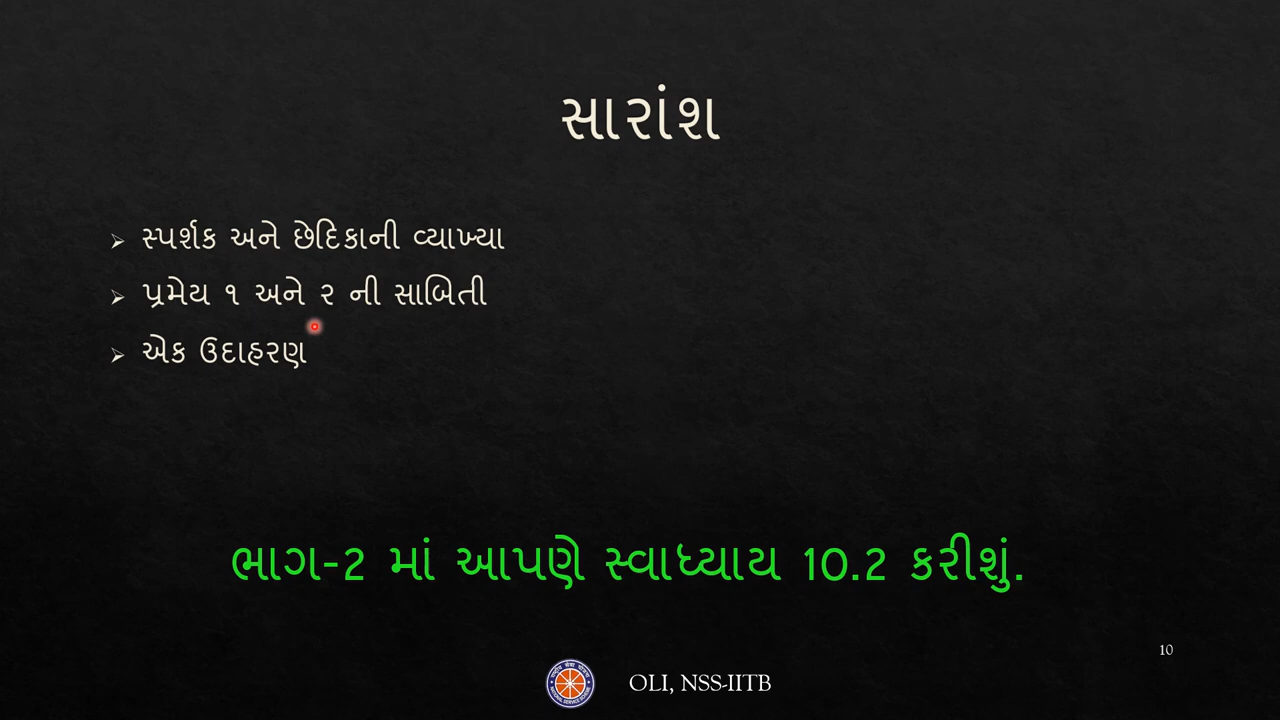 સારાંશ
સ્પર્શક અને છેદિકાની વ્યાખ્યા
પ્રમેય ૧ અને ૨ ની સાબિતી
એક ઉદાહરણ
ભાગ-2 માં આપણે સ્વાધ્યાય 10.2 કરીશું.
10
OLI, NSS-IITB